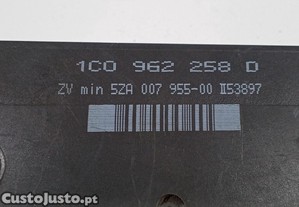 1C0 962 258 D
ZV min 5ZA 007 955-00 II53897
CustoJusto.pt